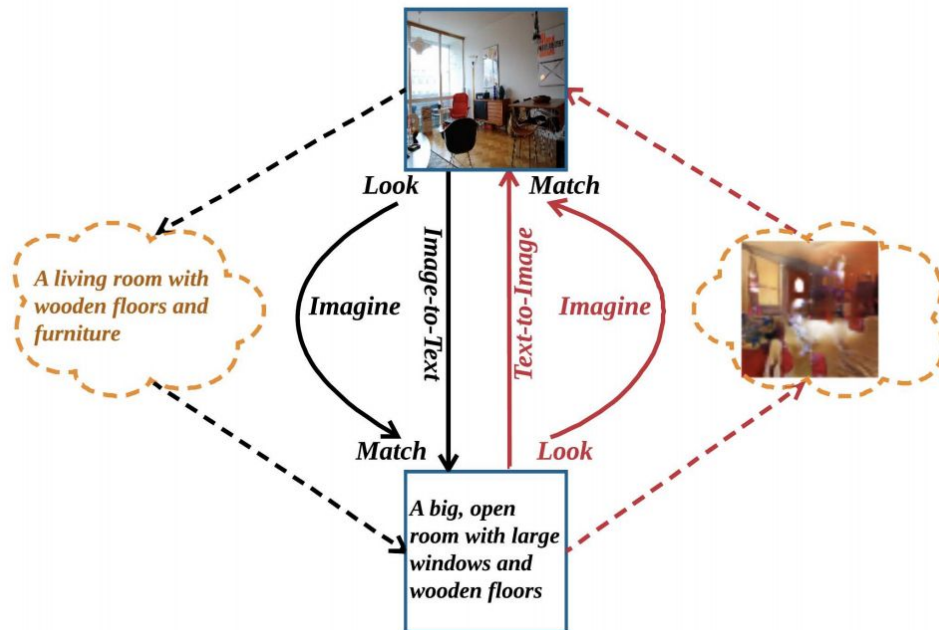 Look
Match
A living room with
wooden floors and
furniture
Imagine
Image-to-Text
Text-to-Image
Imagine
Match
Look
A big, open
room with large
windows and
wooden floors